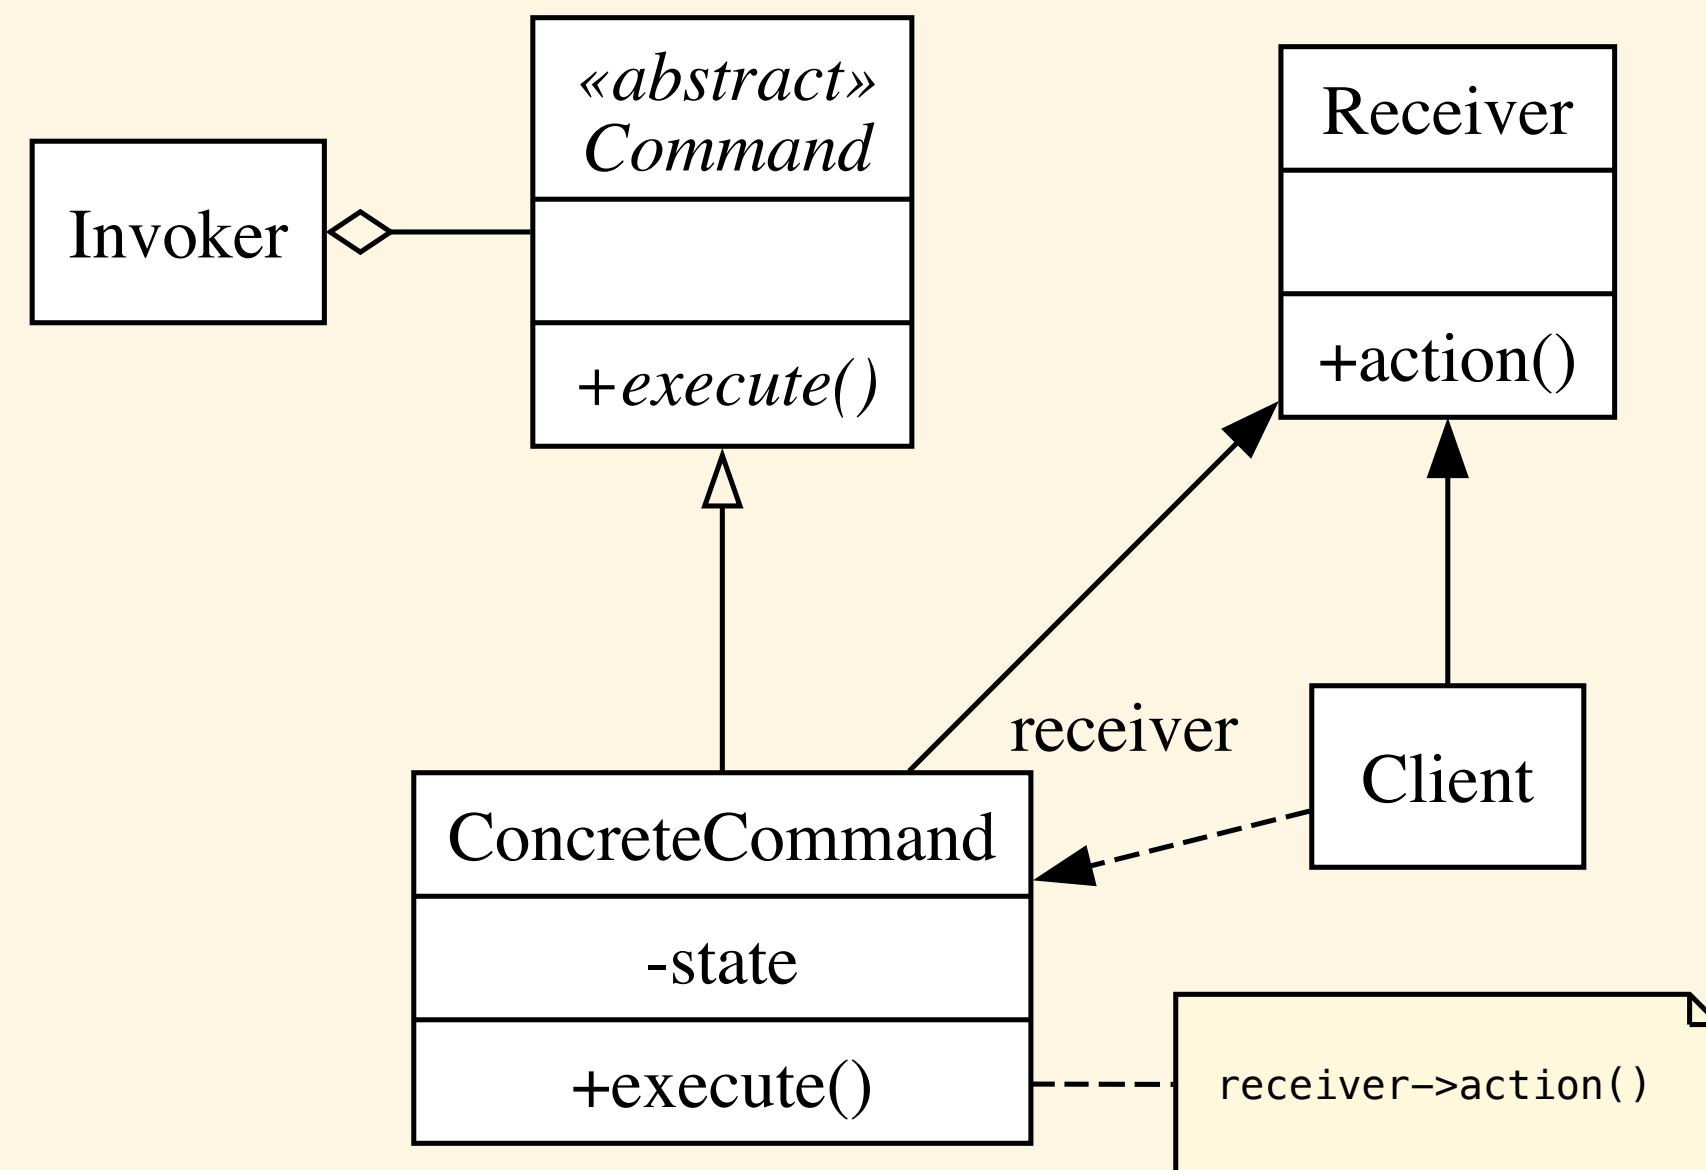 Invoker
«abstract»
Command
+execute()
Receiver
+action()
receiver
Client
ConcreteCommand
-state
+execute()
receiver->action()